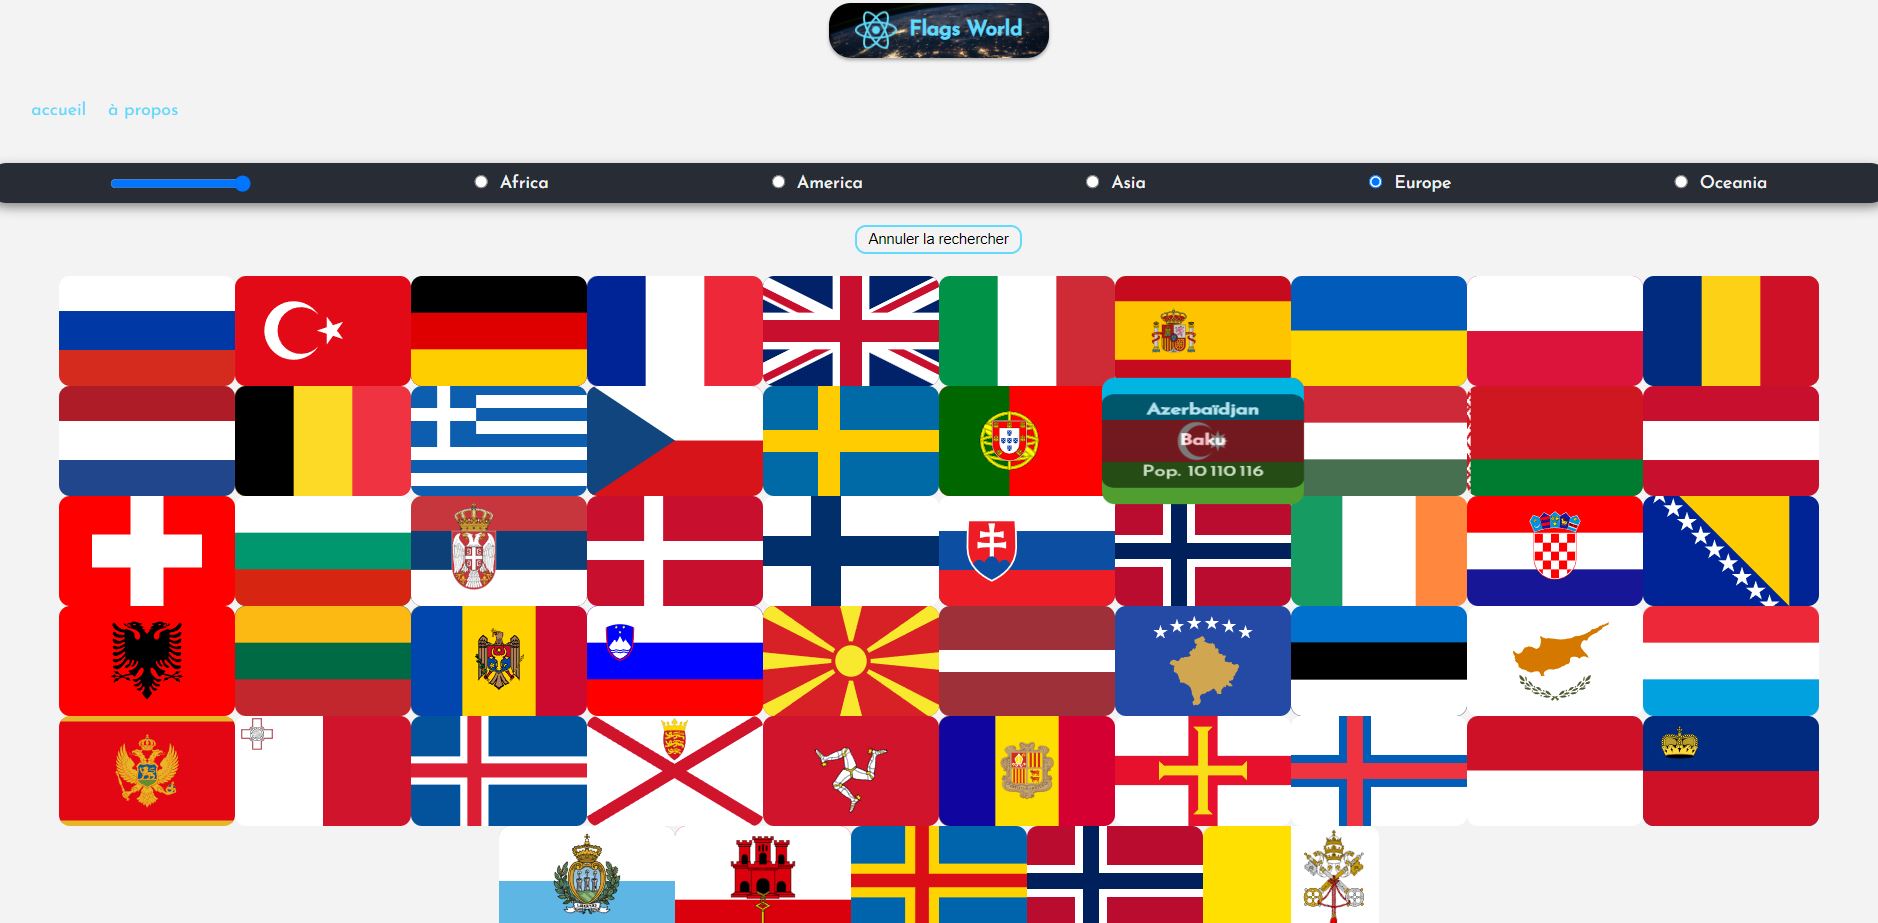 Flags World
accueil à propos
Africa America Asia Europe Oceania
Annuler la rechercher
Azerbaïdjan
Baku
Pop. 10 110 116